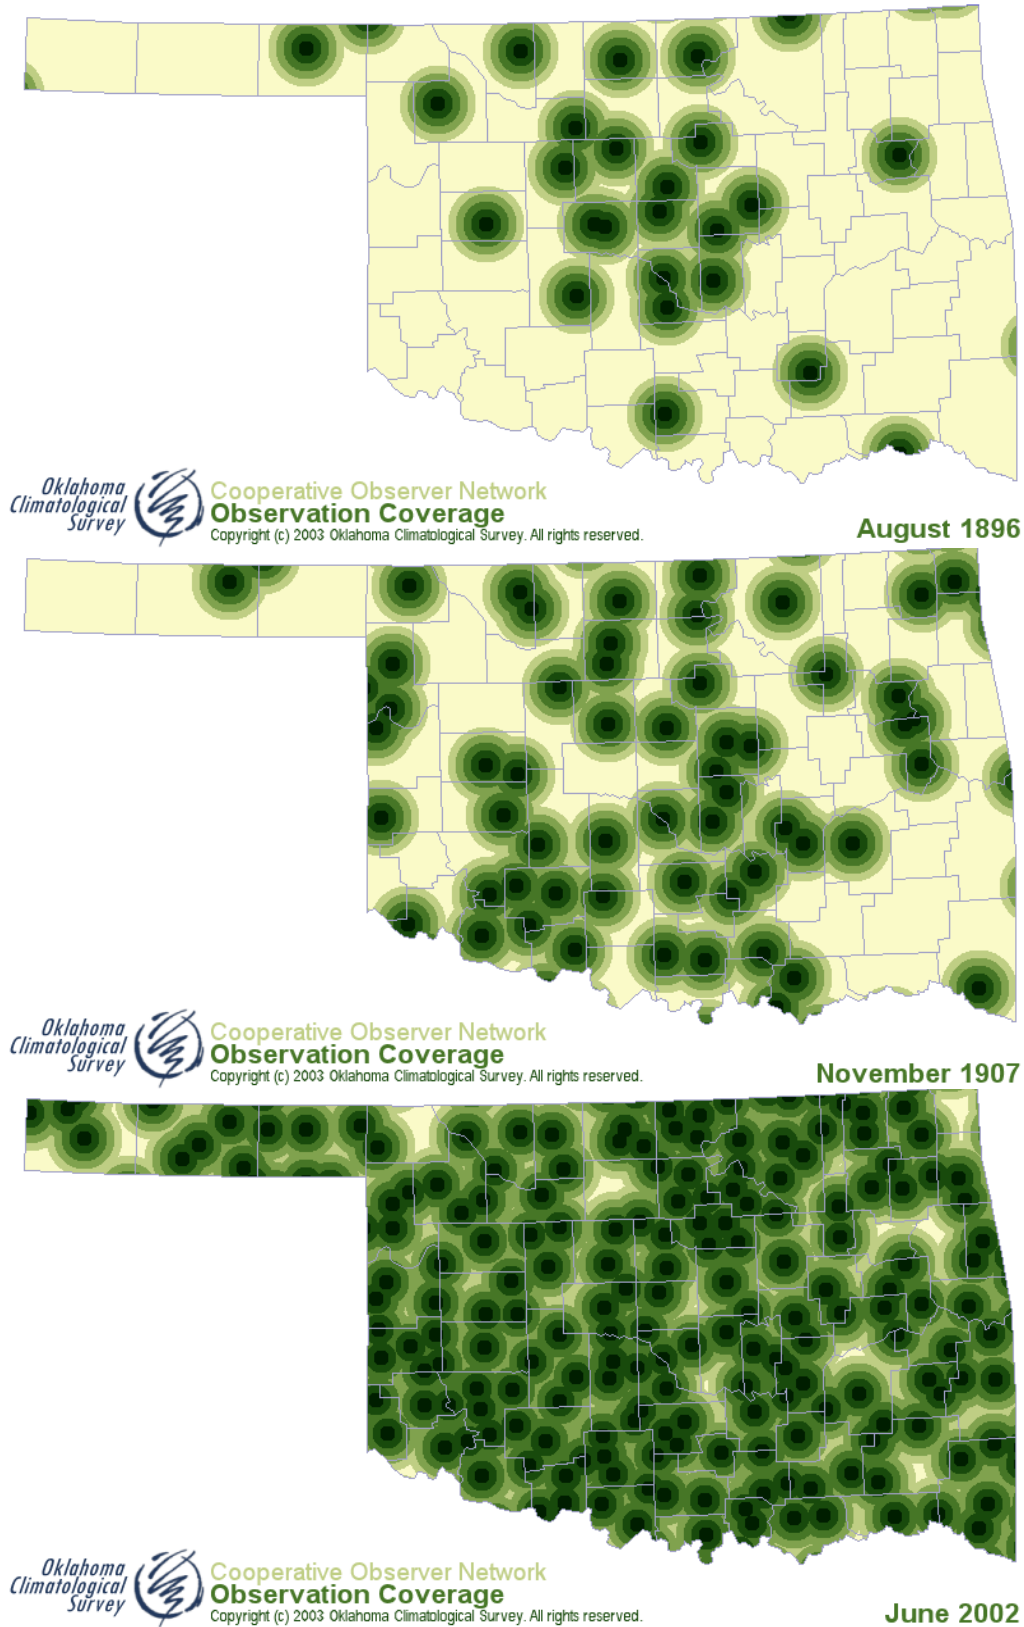 Oklahoma
Climatological
Survey
Cooperative Observer Network
Observation Coverage
Copyright (c) 2003 Oklahoma Climatological Survey. All rights reserved.
August 1896
Oklahoma
Climatological
Survey
Cooperative Observer Network
Observation Coverage
Copyright (c) 2003 Oklahoma Climatological Survey. All rights reserved.
November 1907
Oklahoma
Climatological
Survey
Cooperative Observer Network
Observation Coverage
Copyright (c) 2003 Oklahoma Climatological Survey. All rights reserved.
June 2002